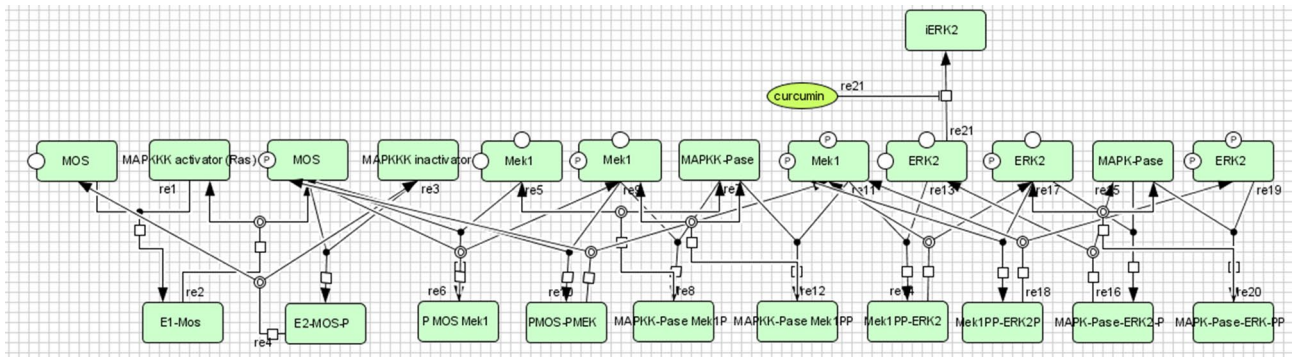 iERK2
re21
curcumin
re21
MOS
MAPKKK activator (Ras)
P
MOS
MAPKKK inactivator
Mek1
P
Mek1
MAPKK-Pase
P
P
Mek1
ERK2
P
ERK2
MAPK-Pase
P
P
ERK2
re1
re3
re5
re9
re7
re11
re13
re17
re15
re19
re2
re4
re6
re10
re8
re12
re14
re18
re16
re20
E1-Mos
E2-MOS-P
P MOS Mek1
PMOS-PMEK
MAPKK-Pase Mek1P
MAPKK-Pase Mek1PP
Mek1PP-ERK2
Mek1PP-ERK2P
MAPK-Pase-ERK2-P
MAPK-Pase-ERK-PP